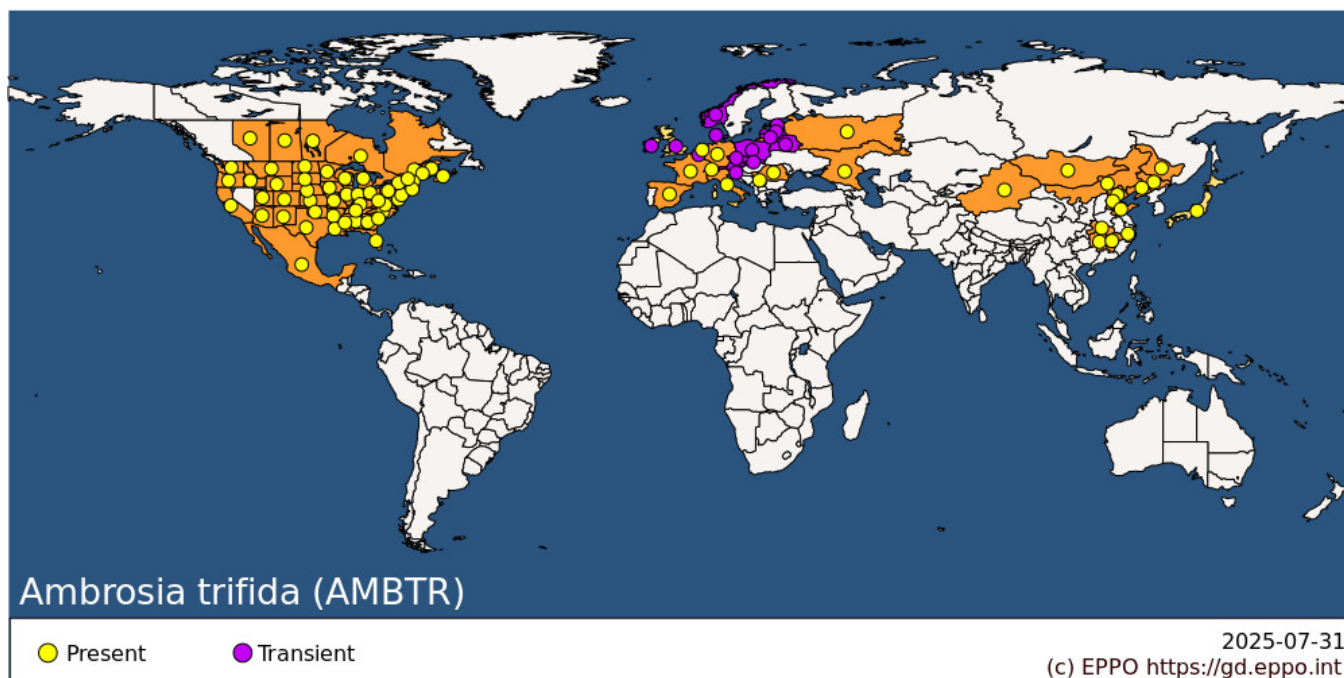 Ambrosia trifida (AMBTR)
Present
Transient
2025-07-31
(c) EPPO https://gd.eppo.int